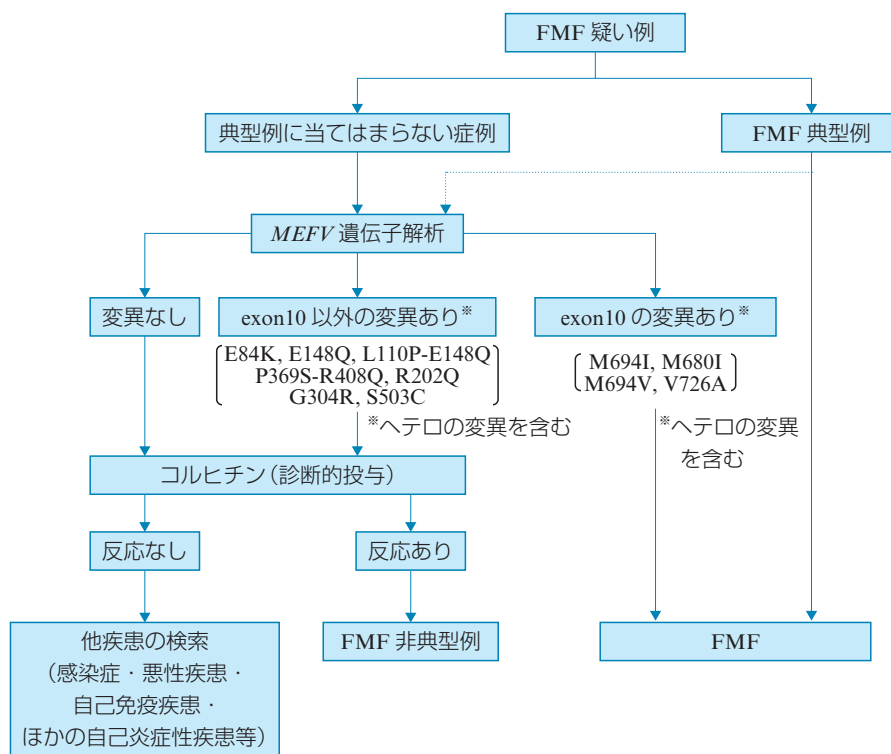 FMF 疑い例
典型例に当てはまらない症例
FMF 典型例
MEFV 遺伝子解析
変異なし
exon10 以外の変異あり※
exon10 の変異あり※
E84K, E148Q, L110P-E148Q
P369S-R408Q, R202Q
G304R, S503C
M694I, M680I
M694V, V726A
※ヘテロの変異を含む
※ヘテロの変異
を含む
コルヒチン(診断的投与)
反応なし
反応あり
他疾患の検索
(感染症・悪性疾患・
自己免疫疾患・
ほかの自己炎症性疾患等)
FMF 非典型例
FMF